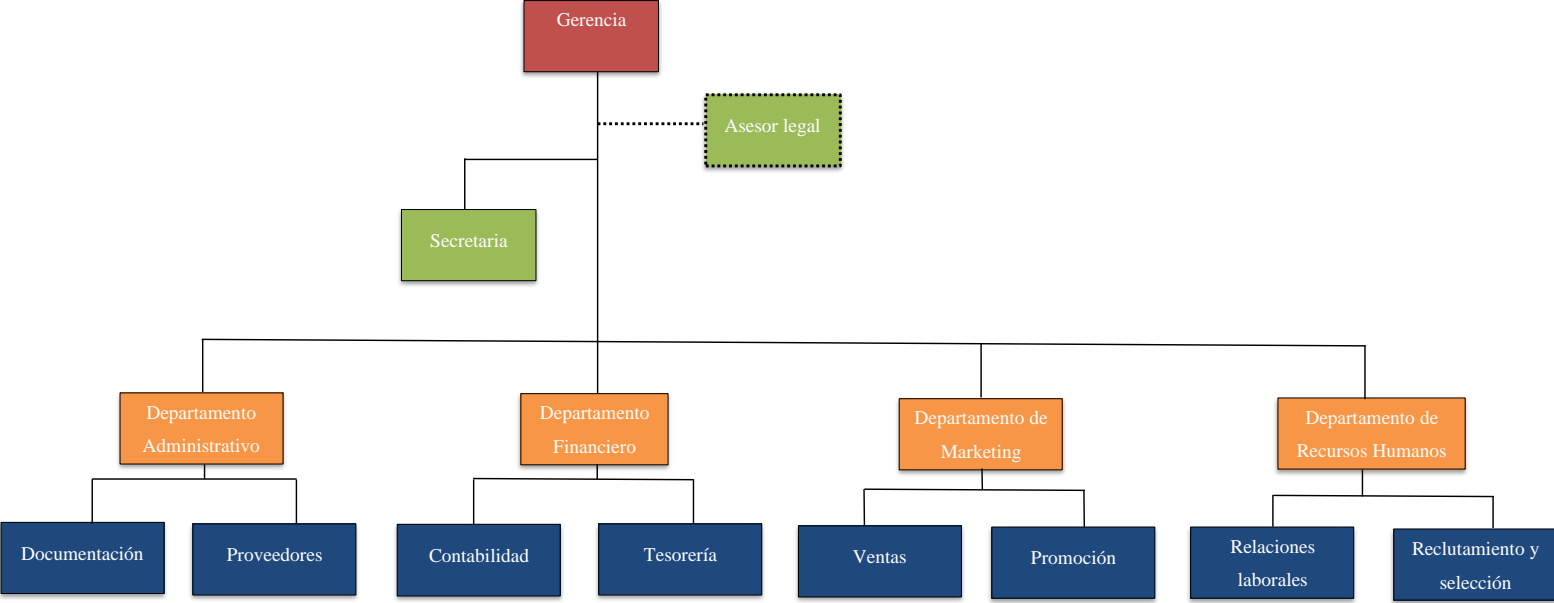 Gerencia
Asesor legal
Secretaria
Departamento
Administrativo
Departamento
Financiero
Departamento de
Marketing
Departamento de
Recursos Humanos
Documentación
Proveedores
Contabilidad
Tesorería
Ventas
Promoción
Relaciones
laborales
Reclutamiento y
selección